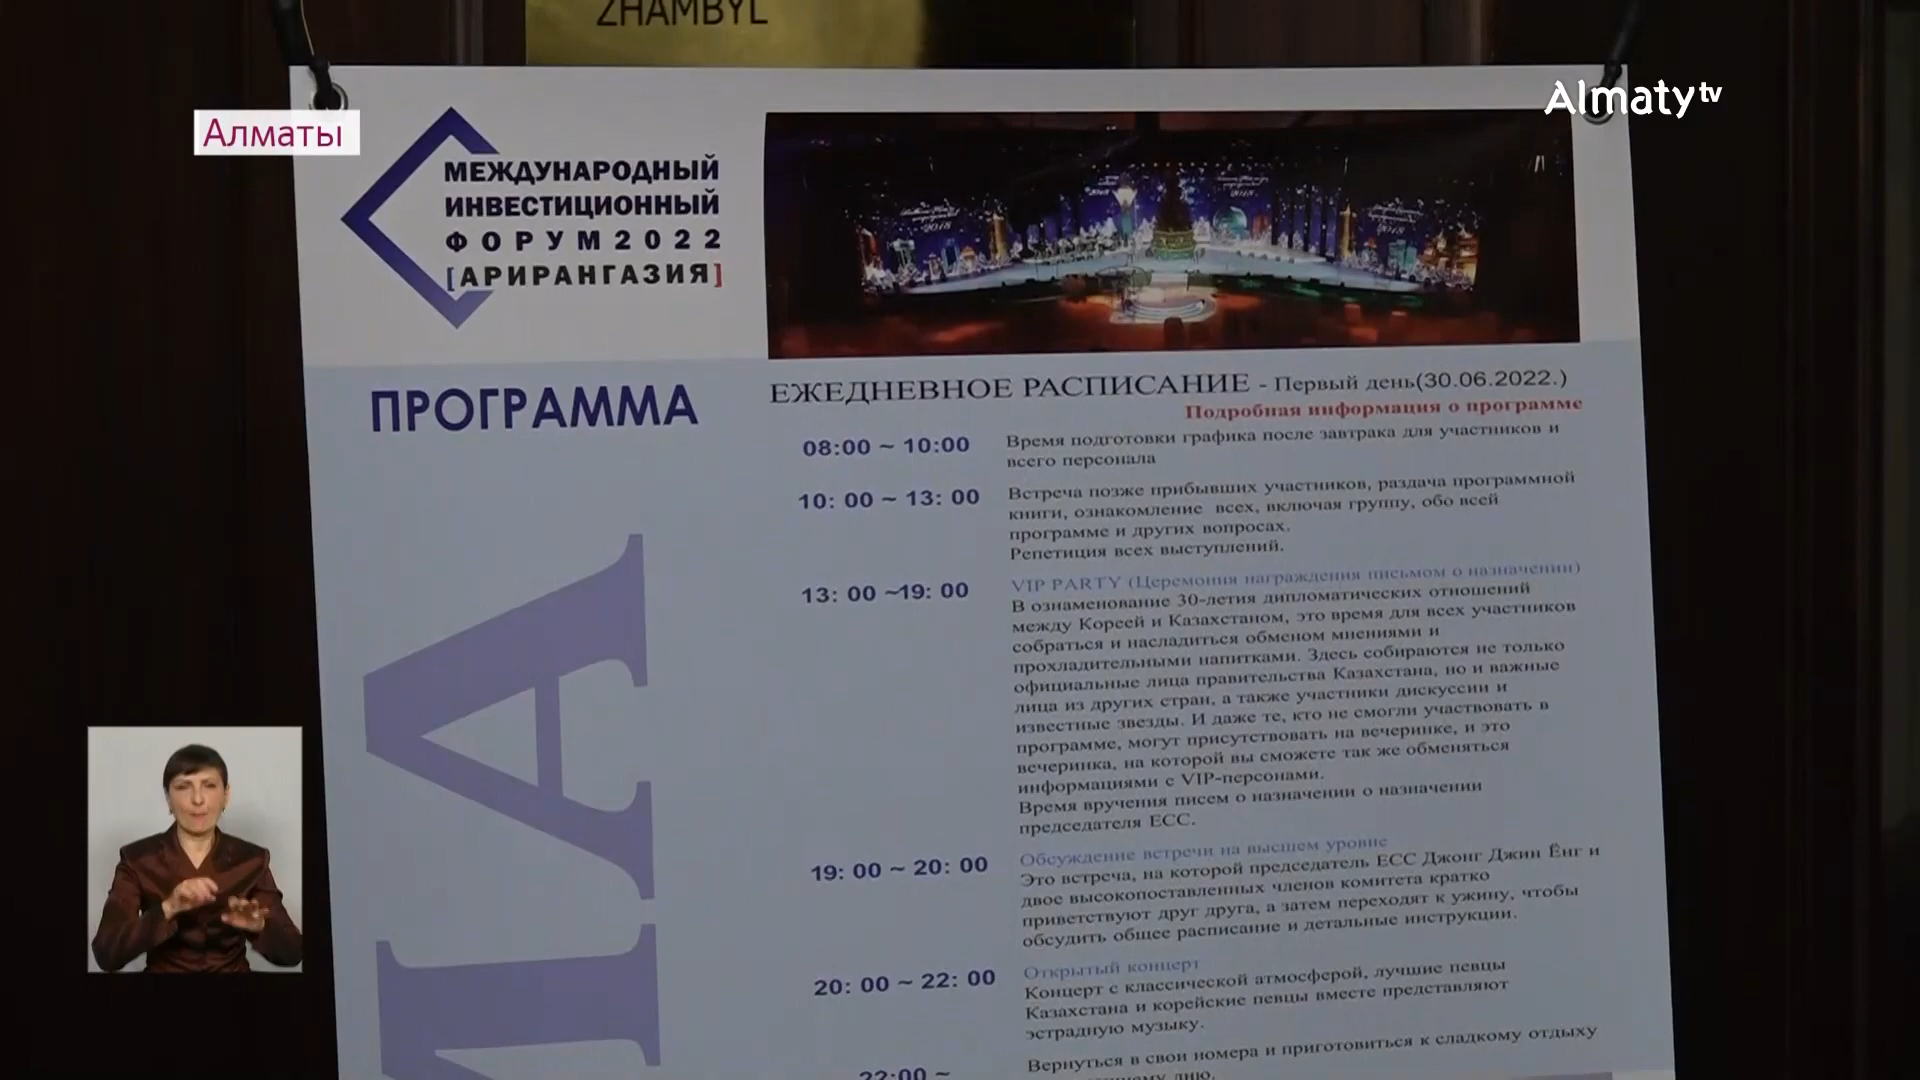 ZHAMBYL
Almaty tv
Алматы
МЕЖДУНАРОДНЫЙ
ИНВЕСТИЦИОННЫЙ
ФОРУМ2022
[АРИРАНГАЗИЯ]
2018
2018
2018
ПРОГРАММА
ЕЖЕДНЕВНОЕ РАСПИСАНИЕ - Первый день(30.06.2022.)
Подробная информация о программе
08:00 ~ 10:00
Время подготовки графика после завтрака для участников и
всего персонала
10: 00 ~ 13: 00
Встреча позже прибывших участников, раздача программной
книги, ознакомление всех, включая группу, обо всей
программе и других вопросах.
Репетиция всех выступлений.
13: 00 ~19: 00
VIP PARTY (Церемония награждения письмом о назначении)
В ознаменование 30-летия дипломатических отношений
между Кореей и Казахстаном, это время для всех участников
собраться и насладиться обменом мнениями и
прохладительными напитками. Здесь собираются не только
официальные лица правительства Казахстана, но и важные
лица из других стран, а также участники дискуссии и
известные звезды. И даже те, кто не смогли участвовать в
программе, могут присутствовать на вечеринке, и это
вечеринка, на которой вы сможете так же обменяться
информациями с VIP-персонами.
Время вручения писем о назначении о назначении
председателя ЕСС.
19: 00 ~ 20: 00
Обсуждение встречи на высшем уровне
Это встреча, на которой председатель ЕСС Джонг Джин Ёнг и
двое высокопоставленных членов комитета кратко
приветствуют друг друга, а затем переходят к ужину, чтобы
обсудить общее расписание и детальные инструкции.
20: 00 ~ 22: 00
Открытый концерт
Концерт с классической атмосферой, лучшие певцы
Казахстана и корейские певцы вместе представляют
эстрадную музыку.
22:00 ~
Вернуться в свои номера и приготовиться к сладкому отдыху
дню.